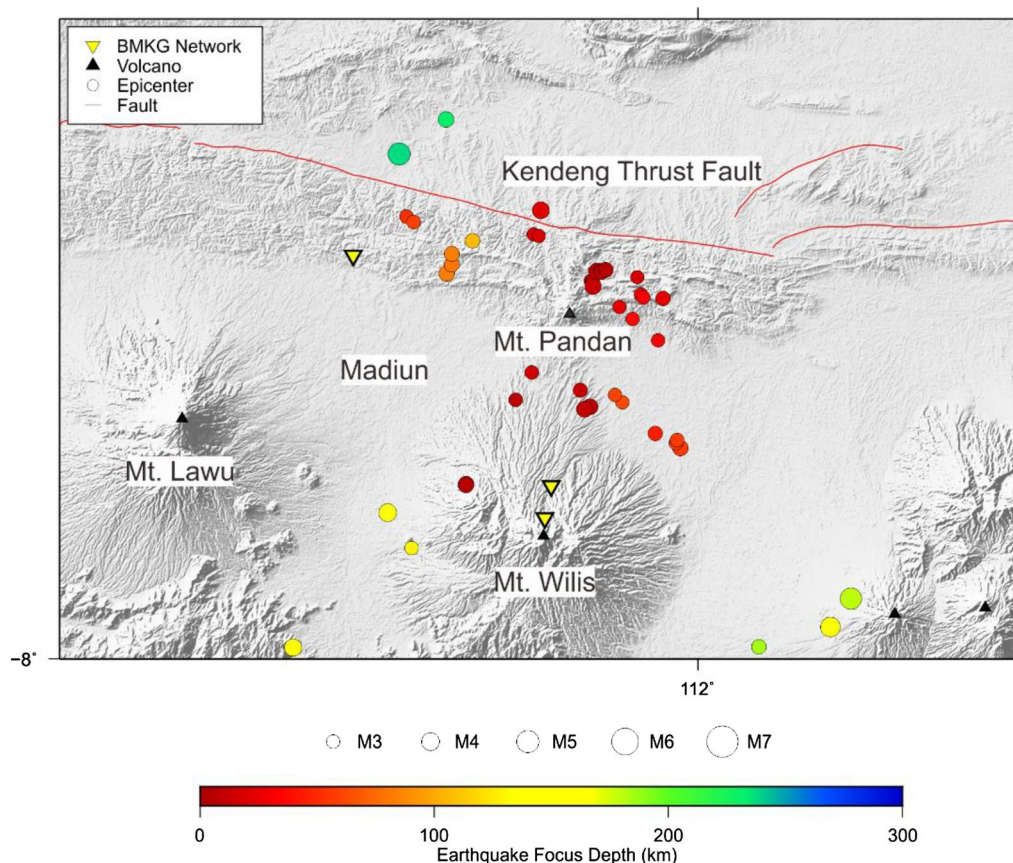 BMKG Network
Volcano
Epicenter
Fault
Kendeng Thrust Fault
Mt. Pandan
Madiun
Mt. Lawu
Mt. Wilis
−8˚
112˚
M3 M4 M5 M6 M7
0 100 200 300
Earthquake Focus Depth (km)